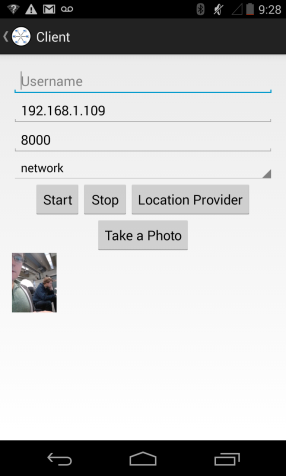 9:28
Client
Username
192.168.1.109
8000
network
Start Stop Location Provider
Take a Photo